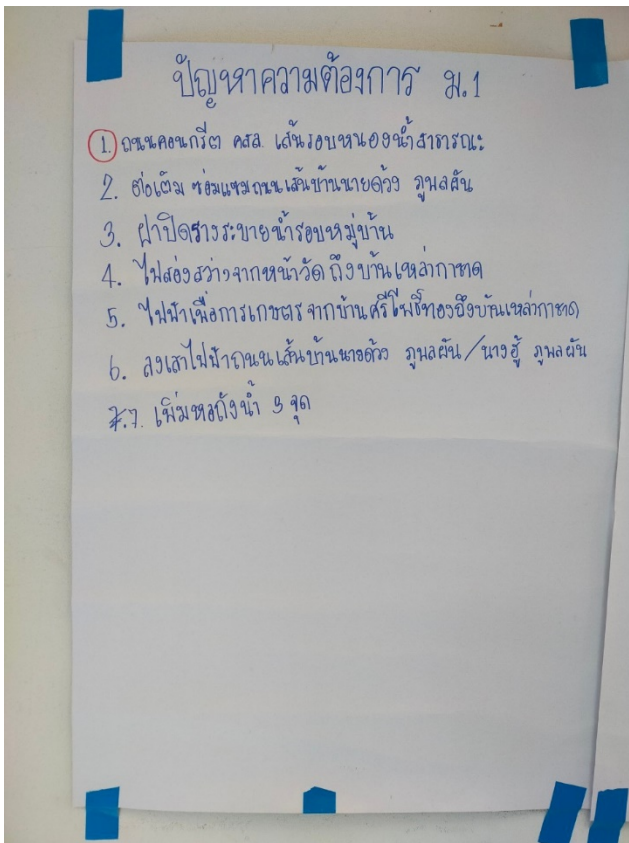 ปัญหาความต้องการ ม.1
1. ถนนคอนกรีต คสล. เส้นรอบหนองน้ำสาธารณะ
2. ต่อเติม ซ่อมแซมถนนเส้นบ้านนายด้วง ภูพลผัน
3. ฝาปิดรางระบายน้ำรอบหมู่บ้าน
4. ไฟส่องสว่างจากหน้าวัด ถึงบ้านเหล่ากาชาด
5. ไฟฟ้าเพื่อการเกษตร จากบ้านศรีโพธิ์ทองถึงบ้านเหล่ากาชาด
6. ลงเสาไฟฟ้าถนนเส้นบ้านนายด้วง ภูพลผัน/นางฮู้ ภูพลผัน
7. เพิ่มหอถังน้ำ 3 จุด